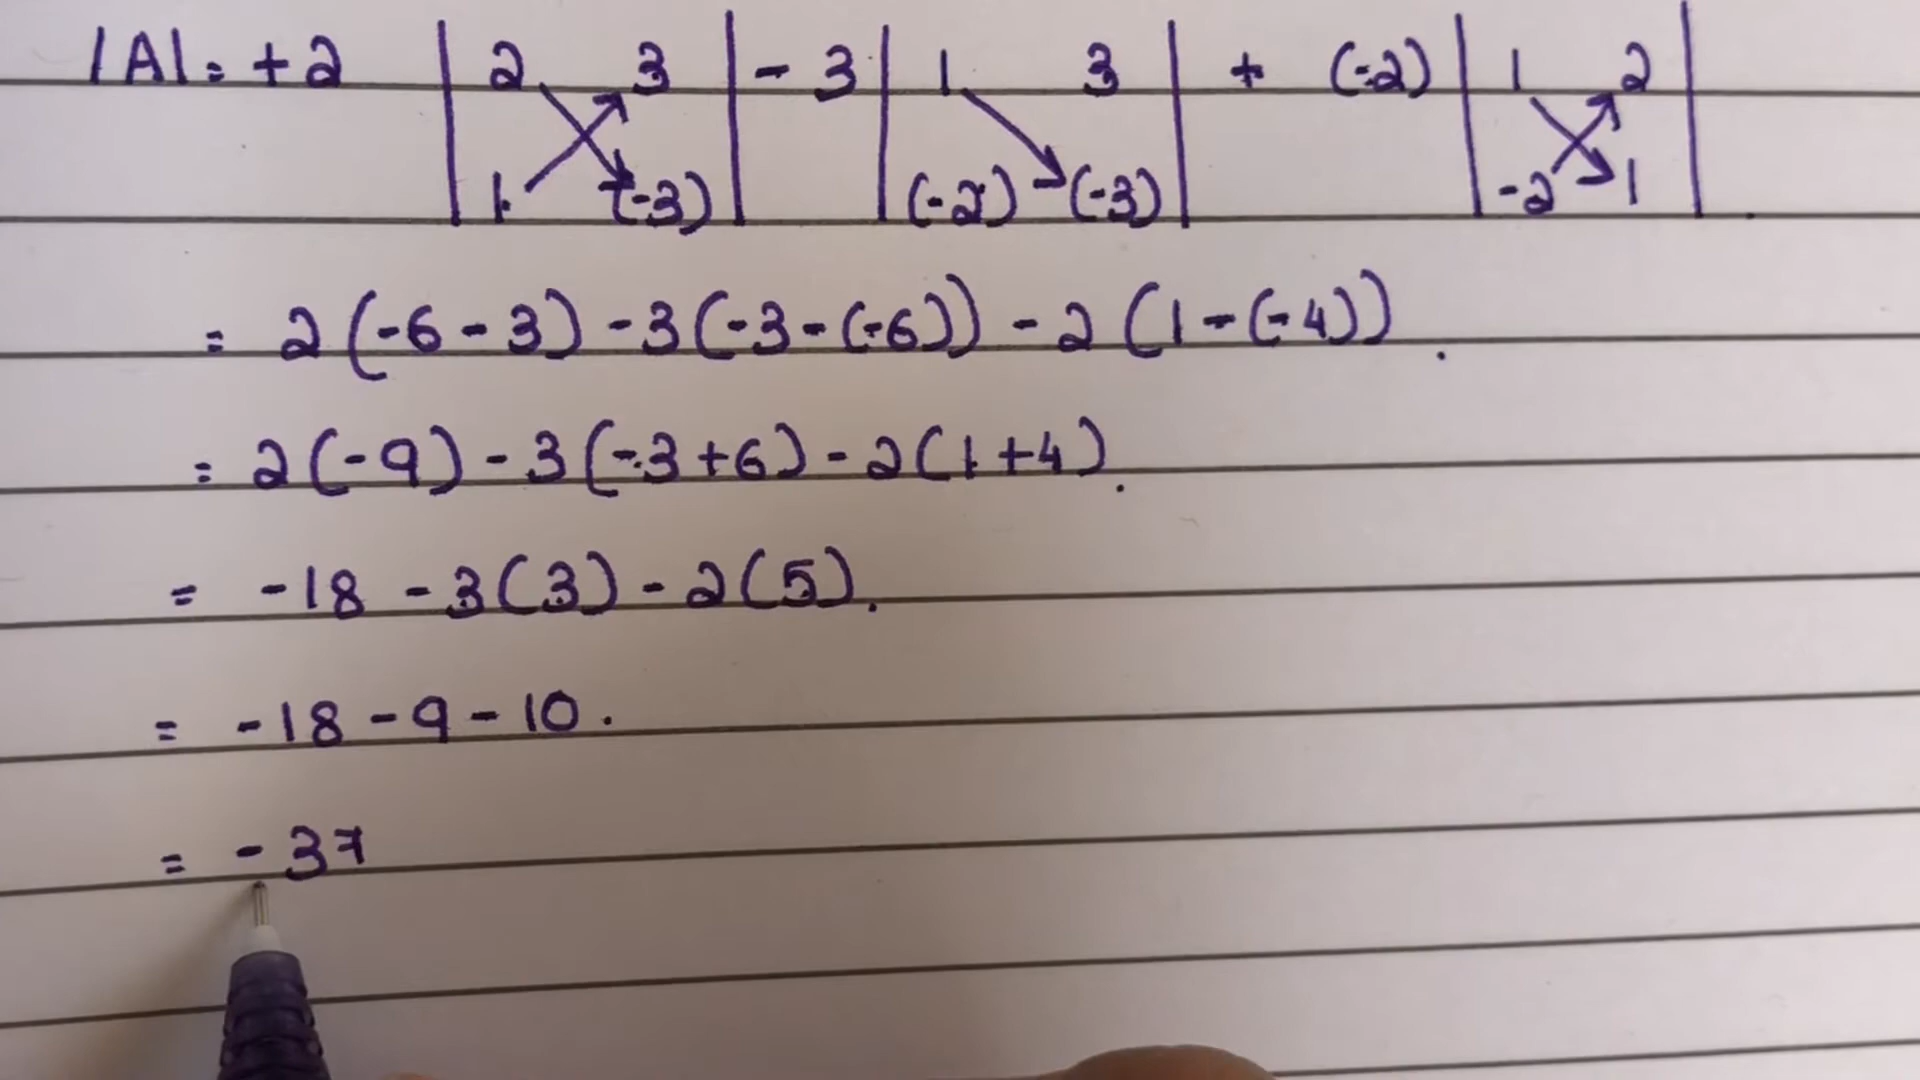 |A| = +2 | 2 3 | - 3 | 1 3 | + (-2) | 1 2 |
| 1 (-3) | | (-2) (-3) | | -2 1 |
= 2(-6-3) -3(-3-(-6)) -2(1-(-4)).
= 2(-9) -3(-3+6) -2(1+4).
= -18 -3(3) -2(5).
= -18 -9 -10.
= -37